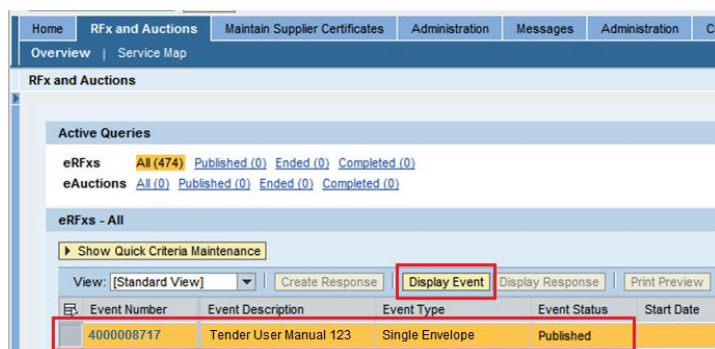 Home RFx and Auctions Maintain Supplier Certificates Administration Messages Administration C
Overview | Service Map
RFx and Auctions
Active Queries
eRFxs All (474) Published (0) Ended (0) Completed (0)
eAuctions All (0) Published (0) Ended (0) Completed (0)
eRFxs - All
Show Quick Criteria Maintenance
View: [Standard View] Create Response Display Event Display Response Print Preview
Event Number Event Description Event Type Event Status Start Date
4000008717 Tender User Manual 123 Single Envelope Published